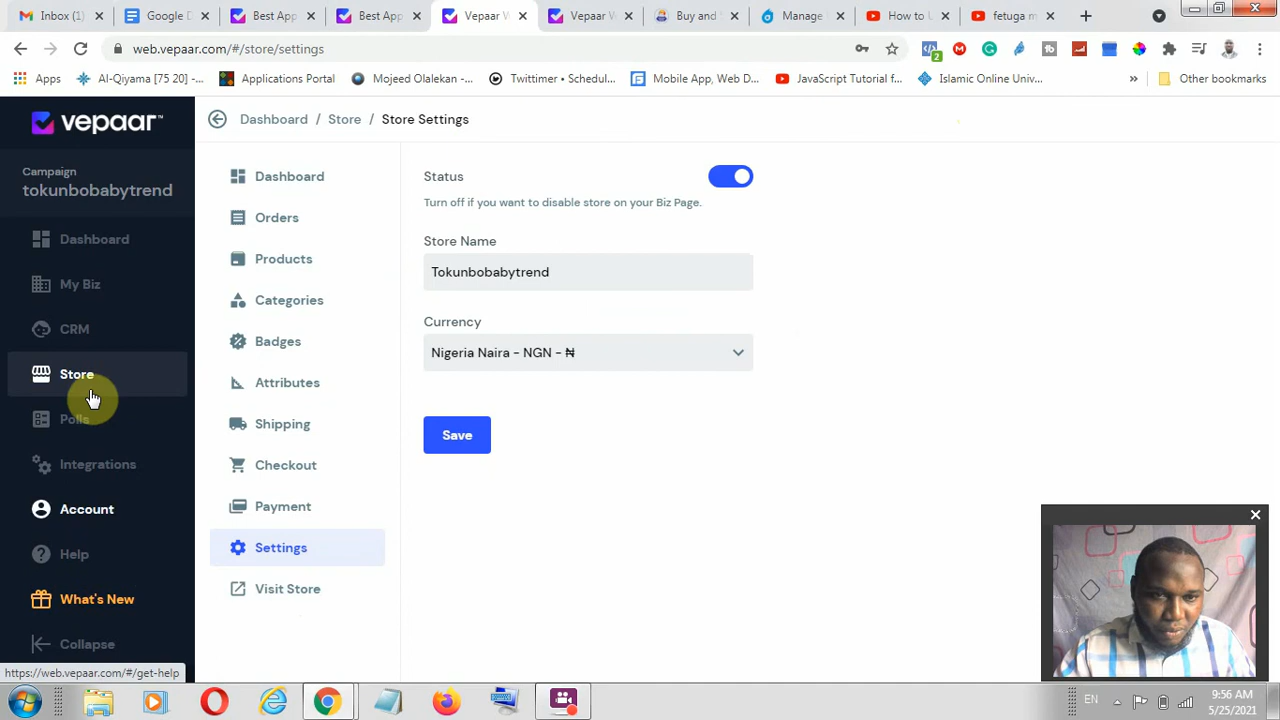 Inbox (1)
Google D
Best App
Best App
Vepaar W
Vepaar W
Buy and S
Manage
How to U
fetuga m
web.vepaar.com/#/store/settings
2
Apps
Al-Qiyama [75 20] -...
Applications Portal
Mojeed Olalekan...
Twittimer • Schedul...
Mobile App, Web D...
JavaScript Tutorial f...
Islamic Online Univ...
»
Other bookmarks
vepaar™
Campaign
tokunbobabytrend
Dashboard
My Biz
CRM
Store
Polls
Integrations
Account
Help
What's New
Collapse
https://web.vepaar.com/#/get-help
Dashboard / Store / Store Settings
Dashboard
Orders
Products
Categories
Badges
Attributes
Shipping
Checkout
Payment
Settings
Visit Store
Status
Turn off if you want to disable store on your Biz Page.
Store Name
Tokunbobabytrend
Currency
Nigeria Naira - NGN - ₦
Save
EN
9:56 AM
5/25/2021